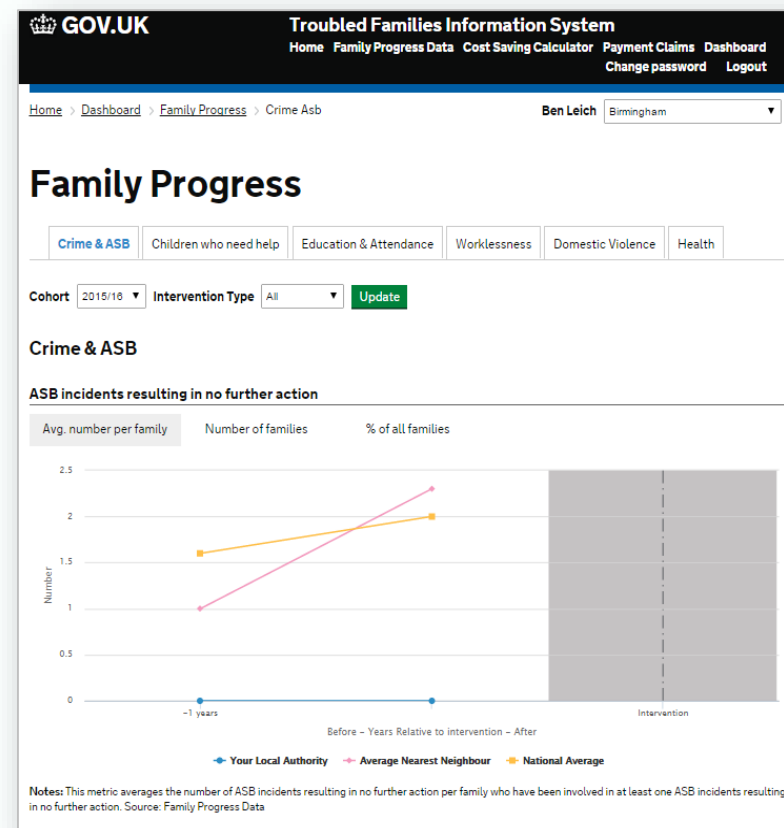 GOV.UK
Troubled Families Information System
Home Family Progress Data Cost Saving Calculator Payment Claims Dashboard
Change password Logout
Home > Dashboard > Family Progress > Crime Asb
Ben Leich Birmingham
Family Progress
Crime & ASB Children who need help Education & Attendance Worklessness Domestic Violence Health
Cohort 2015/16 Intervention Type All Update
Crime & ASB
ASB incidents resulting in no further action
Avg. number per family Number of families % of all families
2.5
2
1.5
1
0.5
0
Number
-1 years Intervention
Before - Years Relative to intervention - After
Your Local Authority Average Nearest Neighbour National Average
Notes: This metric averages the number of ASB incidents resulting in no further action per family who have been involved in at least one ASB incidents resulting
in no further action. Source: Family Progress Data